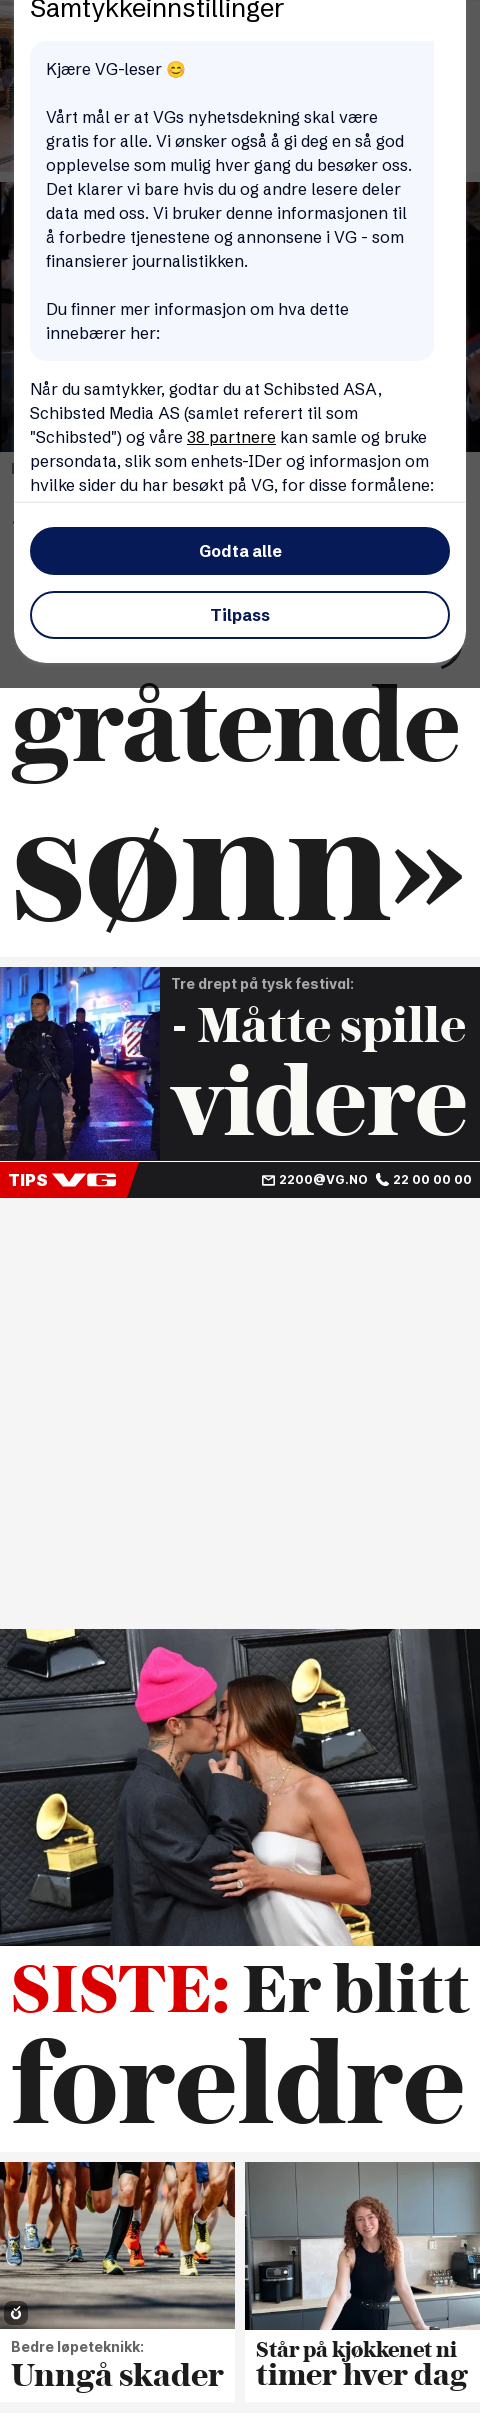 Samtykkeinnstillinger
Kjære VG-leser 😊
Vårt mål er at VGs nyhetsdekning skal være
gratis for alle. Vi ønsker også å gi deg en så god
opplevelse som mulig hver gang du besøker oss.
Det klarer vi bare hvis du og andre lesere deler
data med oss. Vi bruker denne informasjonen til
å forbedre tjenestene og annonsene i VG - som
finansierer journalistikken.
Du finner mer informasjon om hva dette
innebærer her:
Når du samtykker, godtar du at Schibsted ASA,
Schibsted Media AS (samlet referert til som
"Schibsted") og våre 38 partnere kan samle og bruke
persondata, slik som enhets-IDer og informasjon om
hvilke sider du har besøkt på VG, for disse formålene:
Godta alle
Tilpass
gråtende
sønn»
Tre drept på tysk festival:
- Måtte spille
videre
TIPS VG 2200@VG.NO 22 00 00 00
SISTE: Er blitt
foreldre
Bedre løpeteknikk:
Unngå skader
Står på kjøkkenet ni
timer hver dag